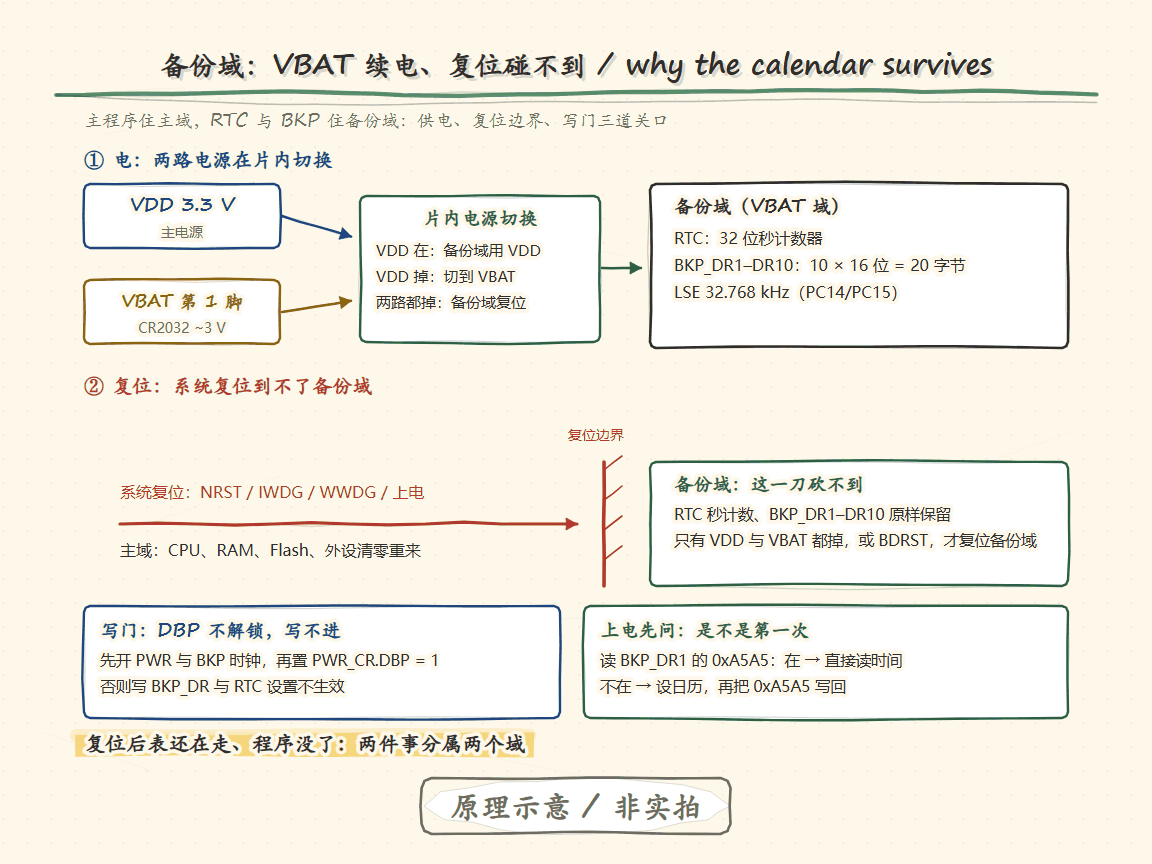 备份域：VBAT 续电、复位碰不到 / why the calendar survives
主程序住主域，RTC 与 BKP 住备份域：供电、复位边界、写门三道关口
① 电：两路电源在片内切换
VDD 3.3 V
主电源
VBAT 第 1 脚
CR2032 ~3 V
片内电源切换
VDD 在：备份域用 VDD
VDD 掉：切到 VBAT
两路都掉：备份域复位
备份域（VBAT 域）
RTC：32 位秒计数器
BKP_DR1–DR10：10 × 16 位 = 20 字节
LSE 32.768 kHz（PC14/PC15）
② 复位：系统复位到不了备份域
复位边界
系统复位：NRST / IWDG / WWDG / 上电
主域：CPU、RAM、Flash、外设清零重来
备份域：这一刀砍不到
RTC 秒计数、BKP_DR1–DR10 原样保留
只有 VDD 与 VBAT 都掉，或 BDRST，才复位备份域
写门：DBP 不解锁，写不进
先开 PWR 与 BKP 时钟，再置 PWR_CR.DBP = 1
否则写 BKP_DR 与 RTC 设置不生效
上电先问：是不是第一次
读 BKP_DR1 的 0xA5A5：在 → 直接读时间
不在 → 设日历，再把 0xA5A5 写回
复位后表还在走、程序没了：两件事分属两个域
原理示意 / 非实拍